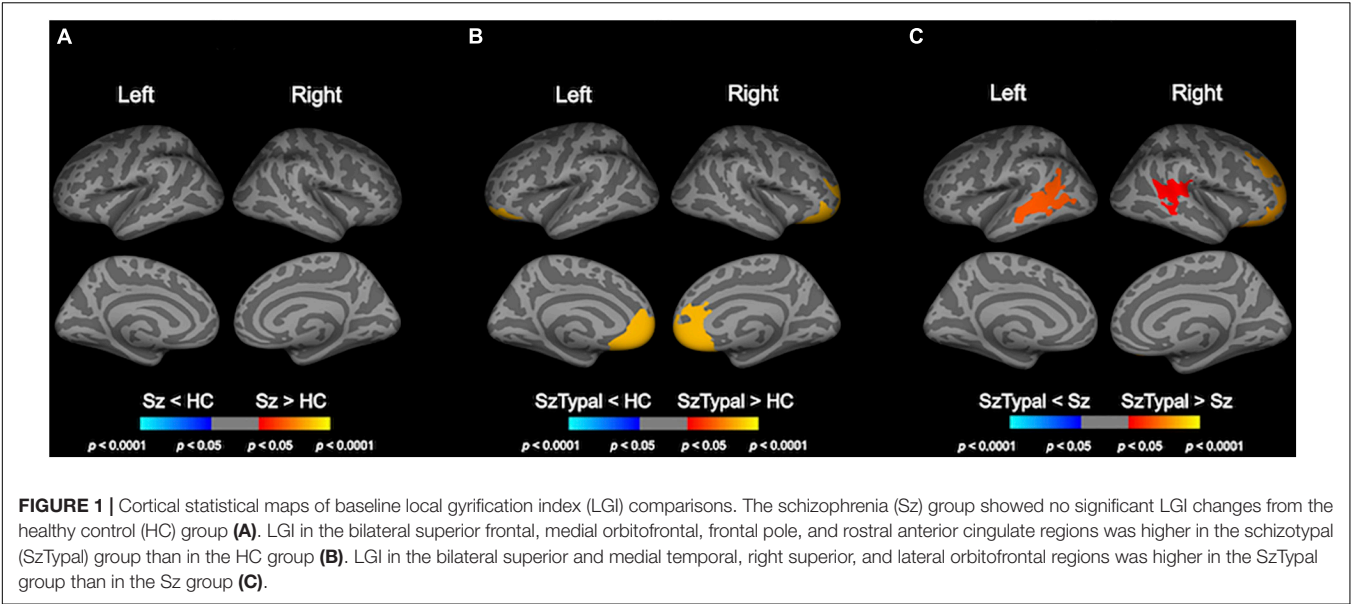 A
B
C
Left Right
Left Right
Left Right
Sz < HC Sz > HC
p < 0.0001 p < 0.05 p < 0.05 p < 0.0001
SzTypal < HC SzTypal > HC
p < 0.0001 p < 0.05 p < 0.05 p < 0.0001
SzTypal < Sz SzTypal > Sz
p < 0.0001 p < 0.05 p < 0.05 p < 0.0001
FIGURE 1 | Cortical statistical maps of baseline local gyrification index (LGI) comparisons. The schizophrenia (Sz) group showed no significant LGI changes from the
healthy control (HC) group (A). LGI in the bilateral superior frontal, medial orbitofrontal, frontal pole, and rostral anterior cingulate regions was higher in the schizotypal
(SzTypal) group than in the HC group (B). LGI in the bilateral superior and medial temporal, right superior, and lateral orbitofrontal regions was higher in the SzTypal
group than in the Sz group (C).